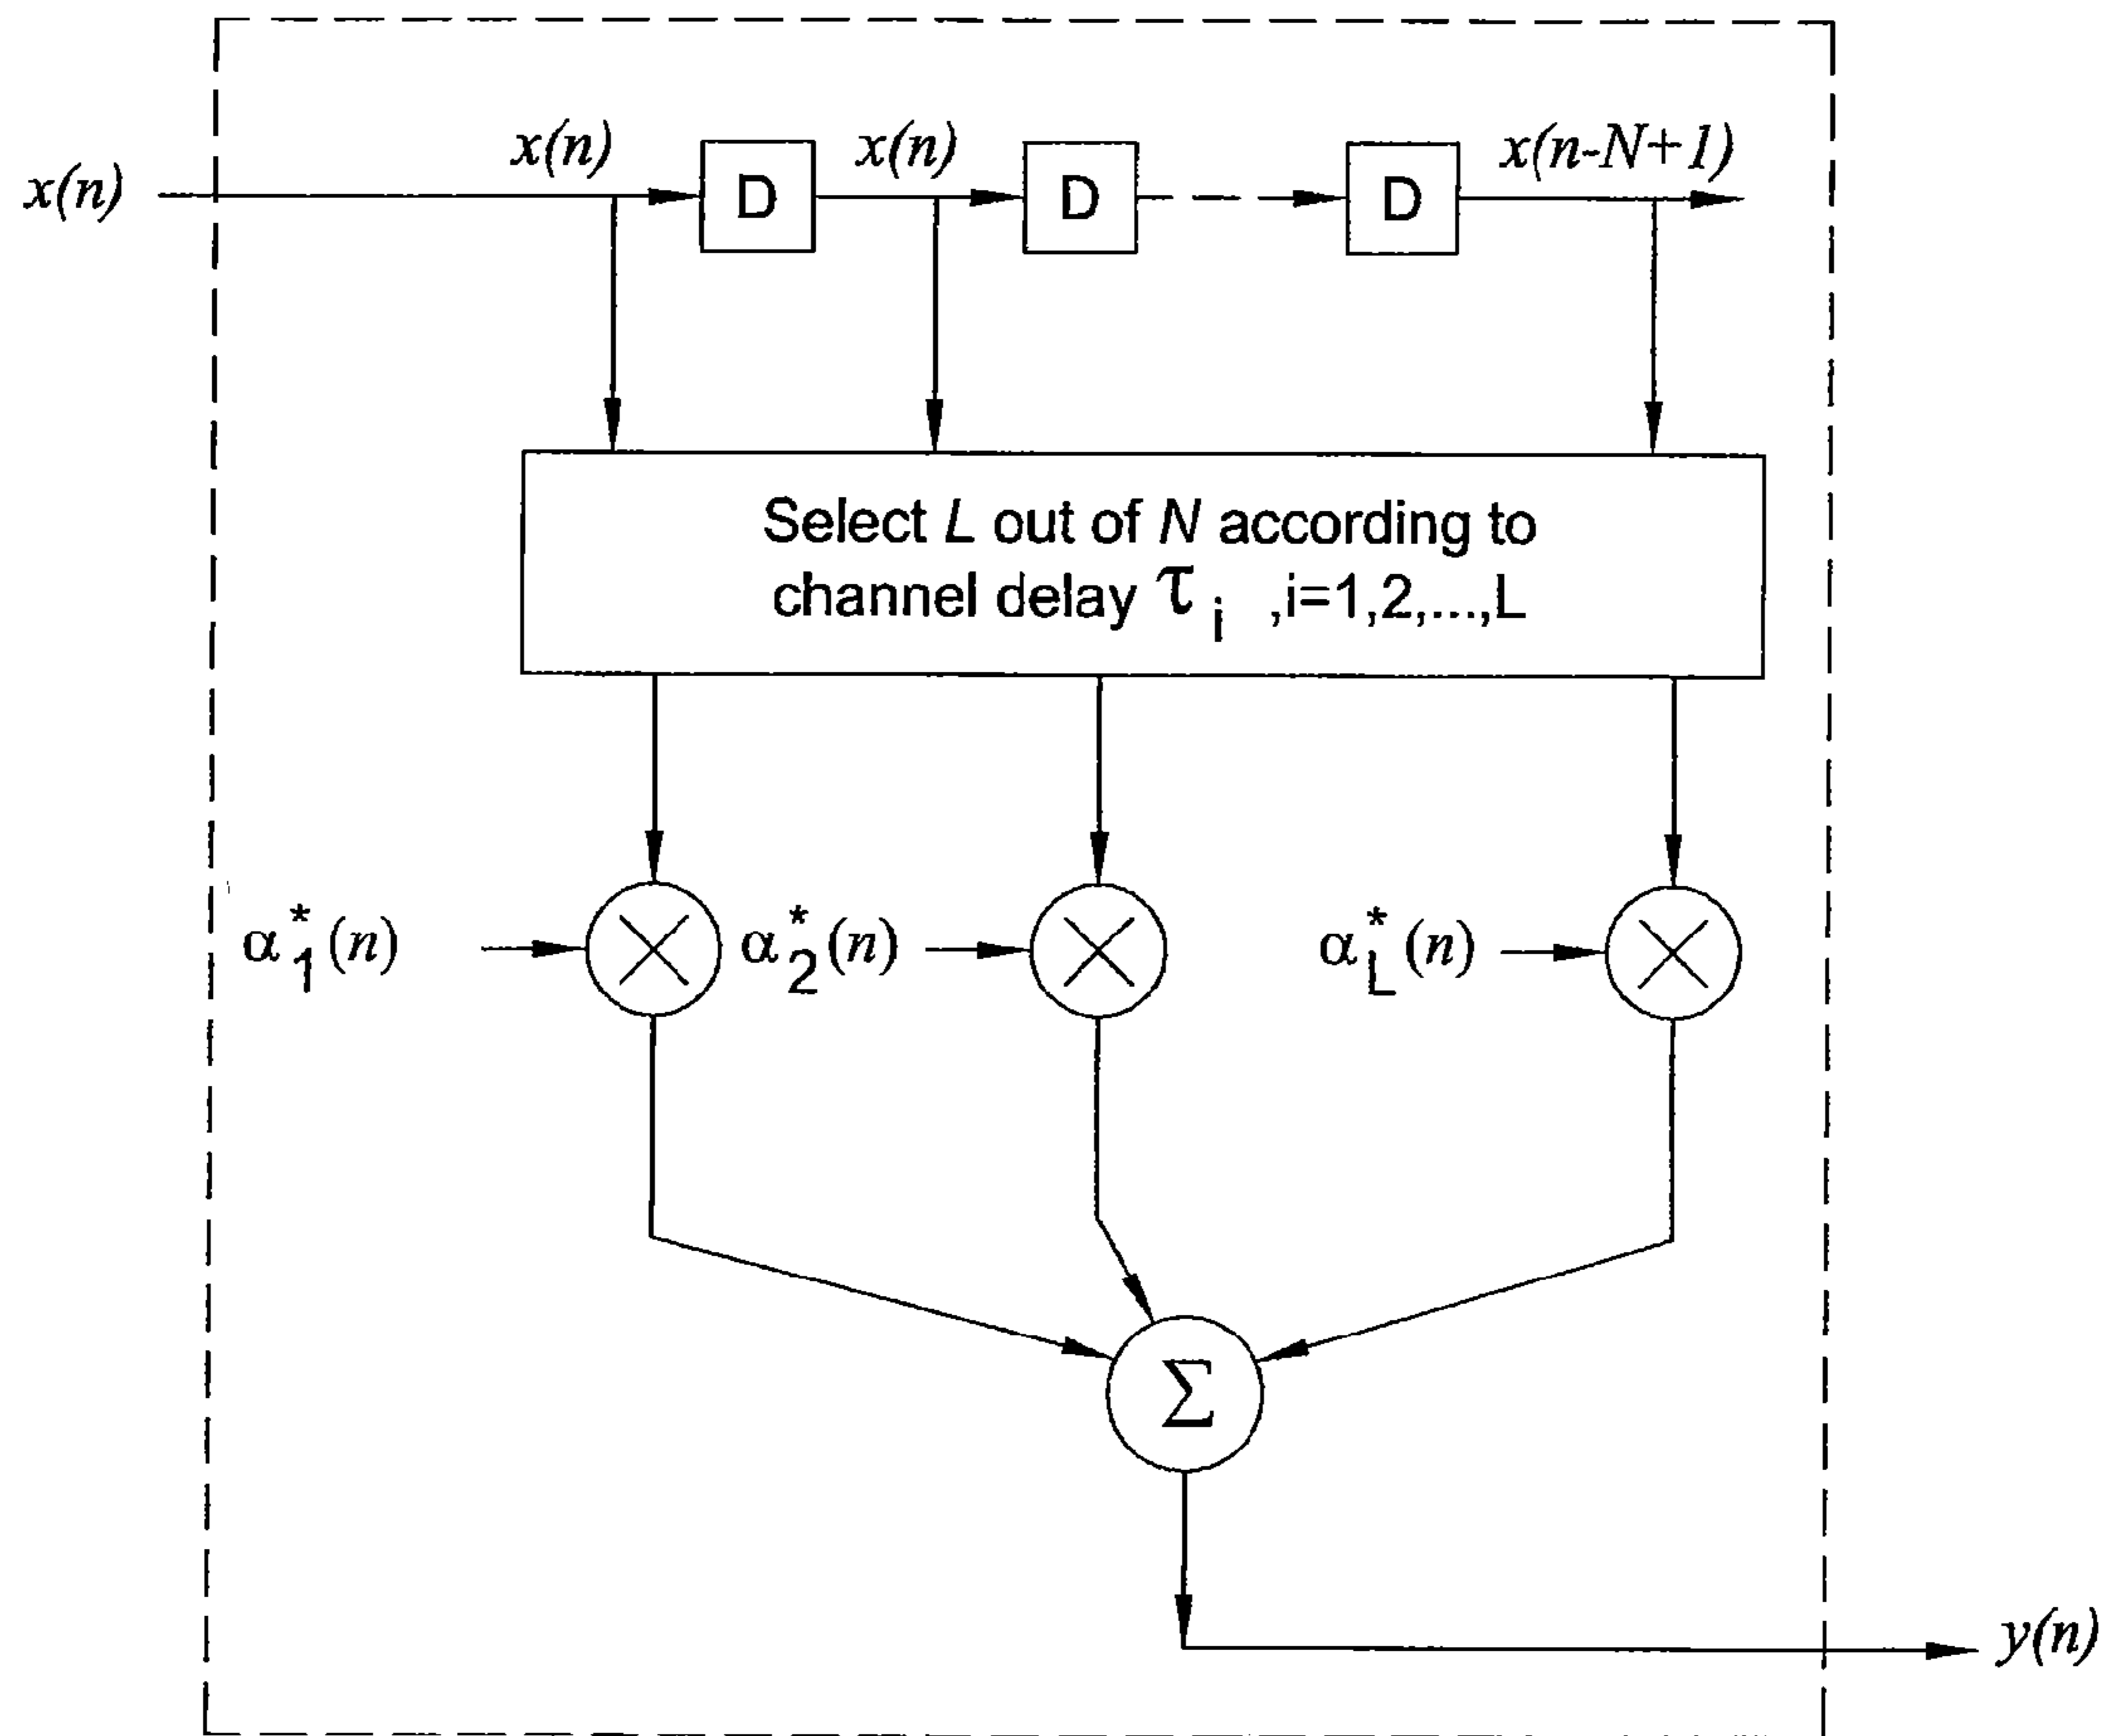 x(n)
x(n)
D
x(n)
D
D
x(n-N+1)
Select L out of N according to
channel delay τ i ,i=1,2,...,L
α*1(n)
α*2(n)
α*L(n)
Σ
y(n)